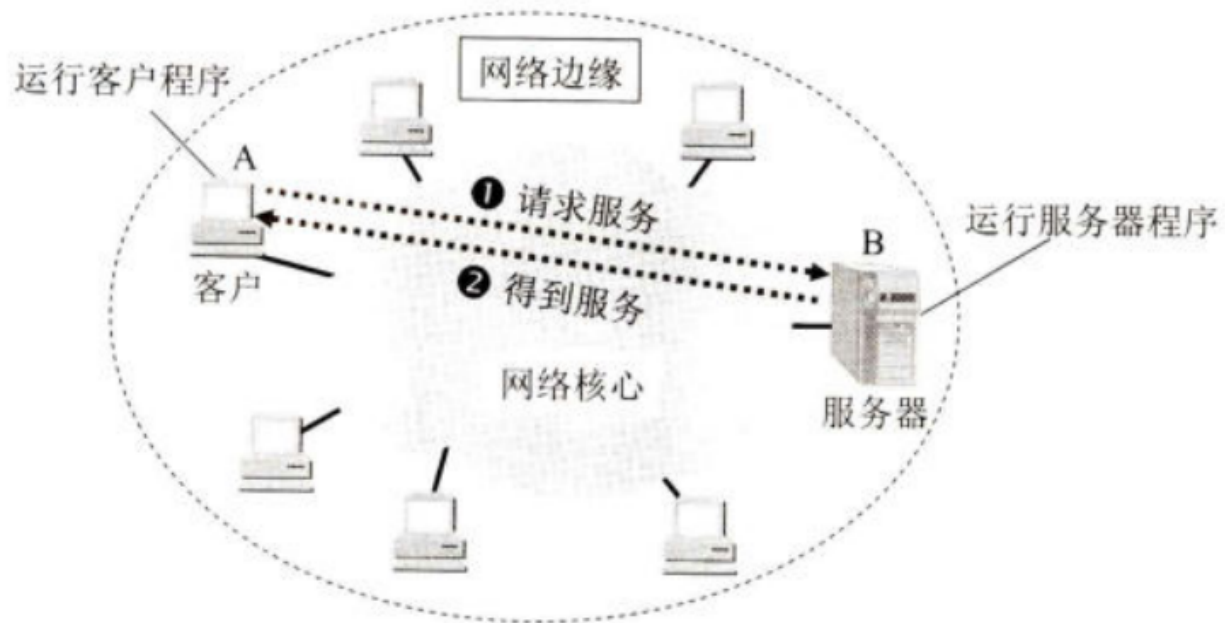 网络边缘
运行客户程序
A
❶ 请求服务
运行服务器程序
B
客户
❷ 得到服务
网络核心
服务器